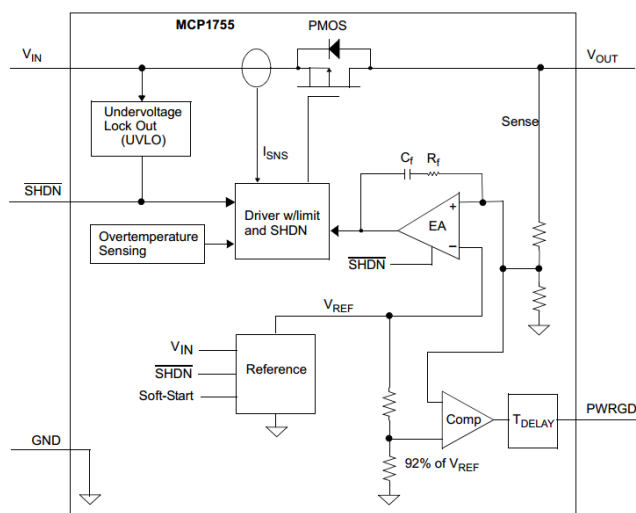 MCP1755
PMOS
VIN
VOUT
Undervoltage
Lock Out
(UVLO)
Sense
ISNS
Cf
Rf
SHDN
Driver w/limit
and SHDN
+
EA
−
Overtemperature
Sensing
SHDN
VREF
VIN
SHDN
Soft-Start
Reference
Comp
TDELAY
PWRGD
GND
92% of VREF